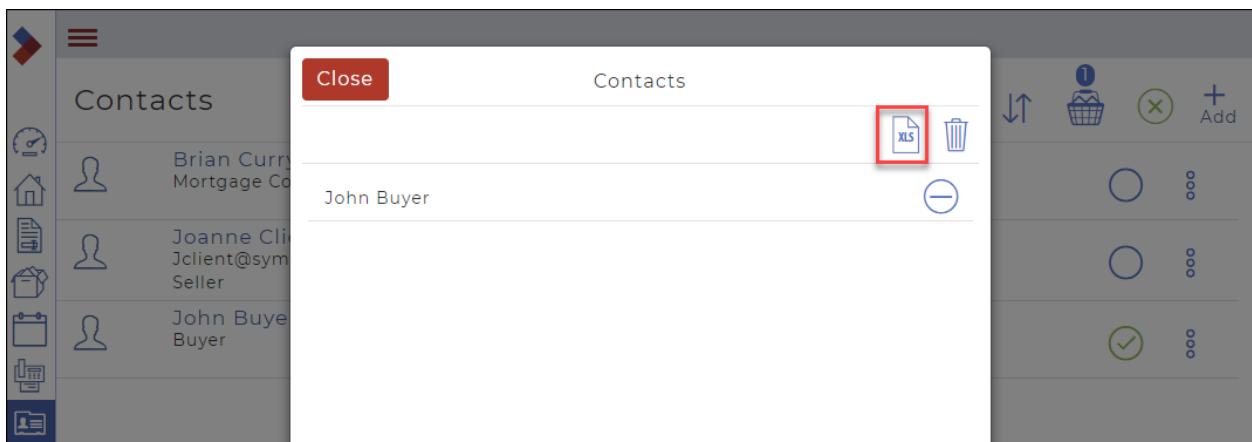 Close
Contacts
Contacts
1
Add
XLS
Brian Curry
Mortgage Co
John Buyer
Joanne Cli
Jclient@sym
Seller
John Buye
Buyer